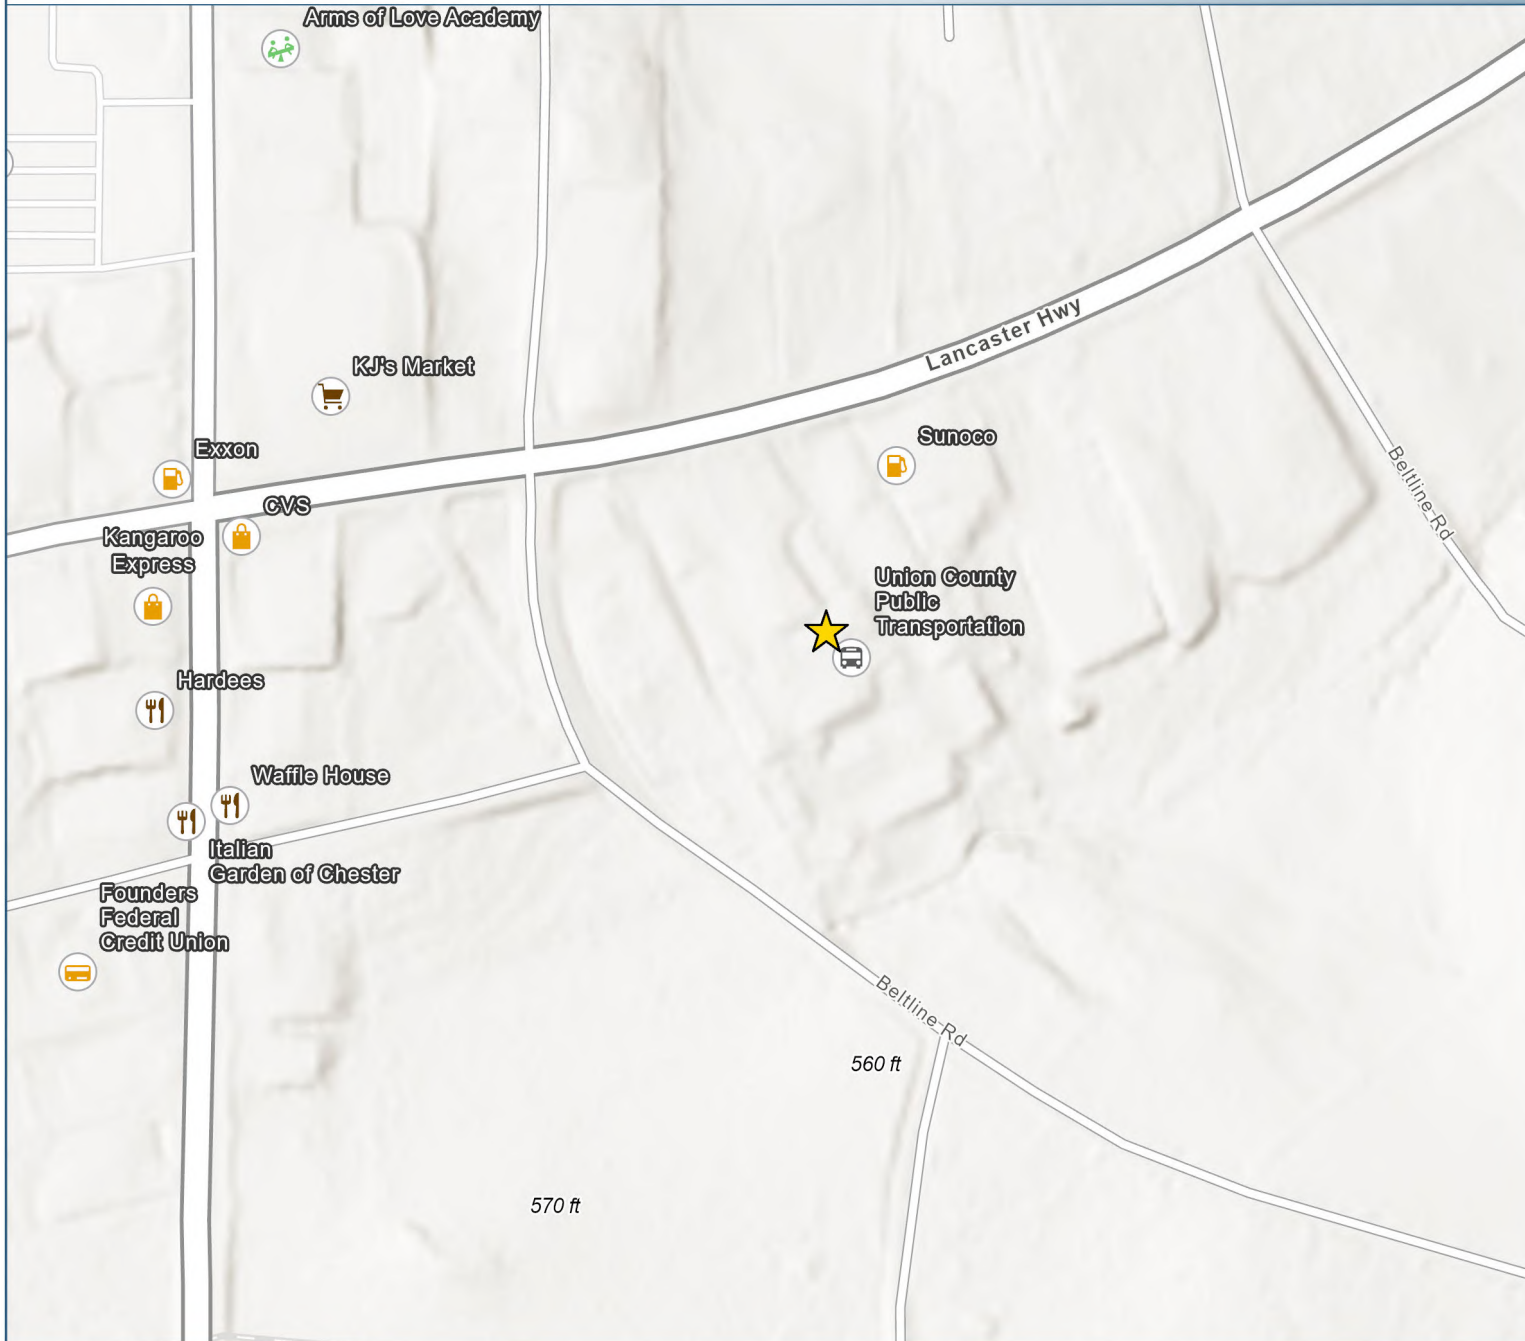 Arms of Love Academy
Lancaster Hwy
KJ's Market
Sunoco
Exxon
CVS
Kangaroo
Express
Beltline Rd
Union County
Public
Transportation
Hardees
Waffle House
Italian
Garden of Chester
Founders
Federal
Credit Union
Beltline Rd
560 ft
570 ft